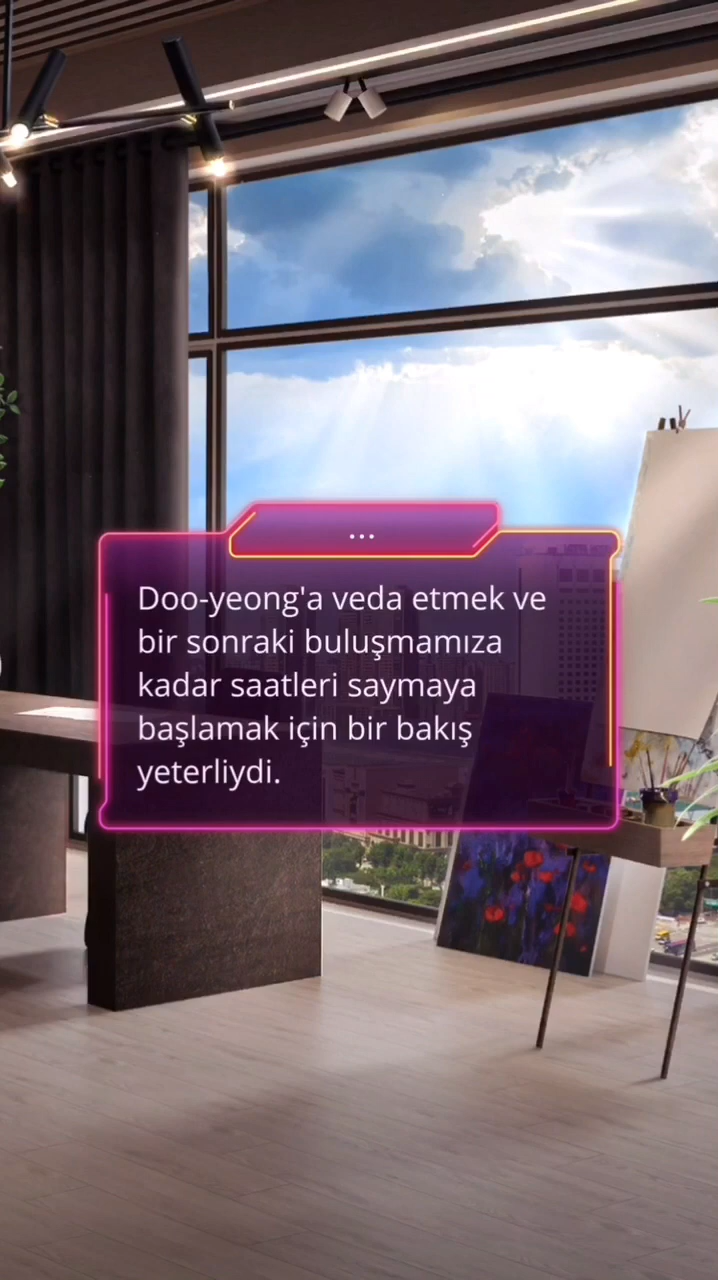 ...
Doo-yeong'a veda etmek ve
bir sonraki buluşmamıza
kadar saatleri saymaya
başlamak için bir bakış
yeterliydi.